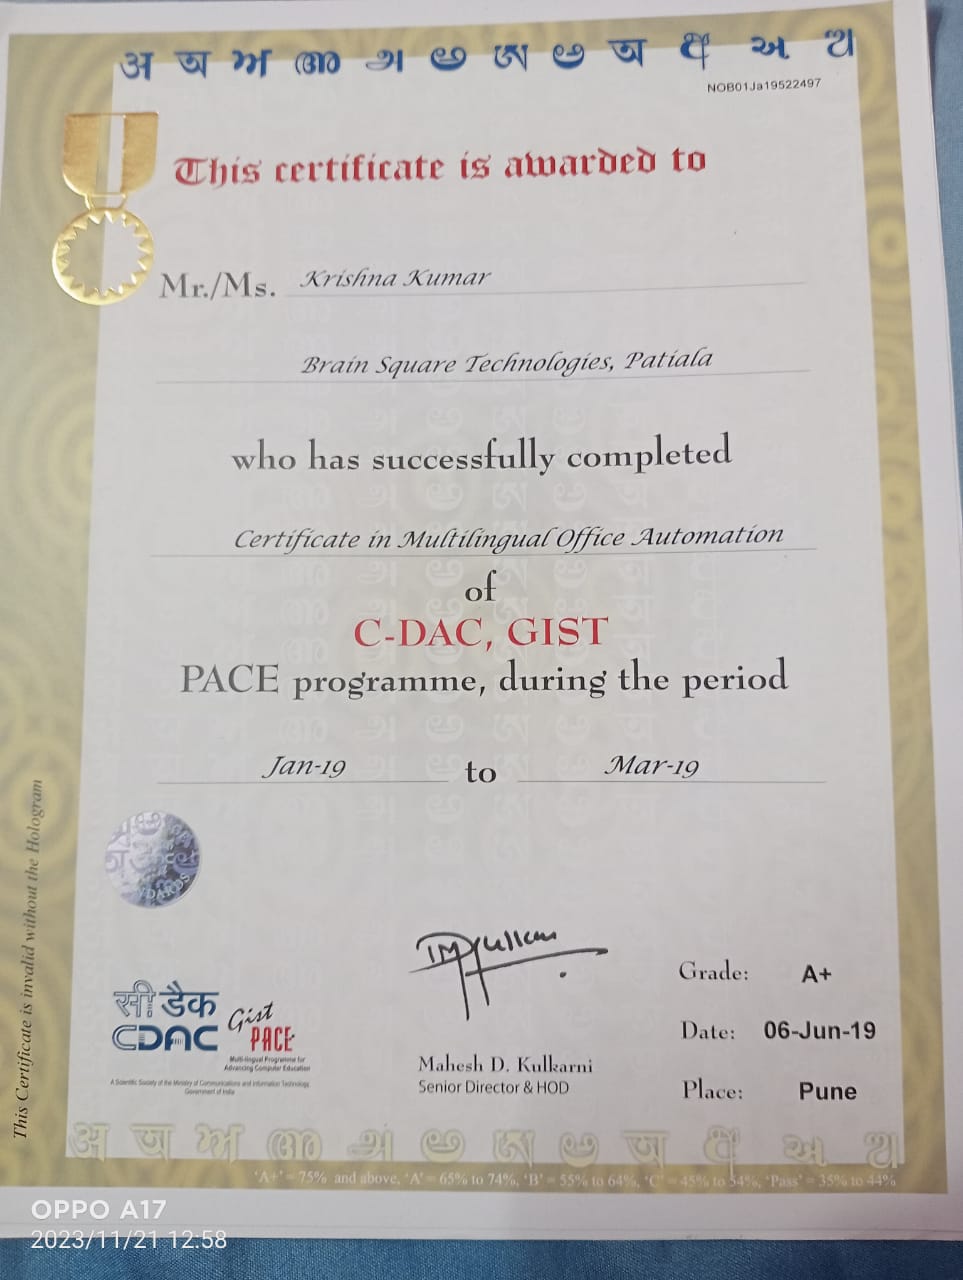 अ অ ਅ അ அ అ ଅ ಅ অ ﺍ અ
NOB01Ja19522497
This certificate is awarded to
Mr./Ms. Krishna Kumar
Brain Square Technologies, Patiala
who has successfully completed
Certificate in Multilingual Office Automation
of
C-DAC, GIST
PACE programme, during the period
Jan-19 to Mar-19
This Certificate is invalid without the Hologram
Grade: A+
Date: 06-Jun-19
Place: Pune
Mahesh D. Kulkarni
Senior Director & HOD
सी डैक
CDAC
Gist
PACE
Multi-lingual Programme for
Advancing Computer Education
A Scientific Society of the Ministry of Communications and Information Technology,
Government of India
'A+' = 75% and above, 'A' = 65% to 74%, 'B' = 55% to 64%, 'C' = 45% to 54%, 'Pass' = 35% to 44%
OPPO A17
2023/11/21 12:58